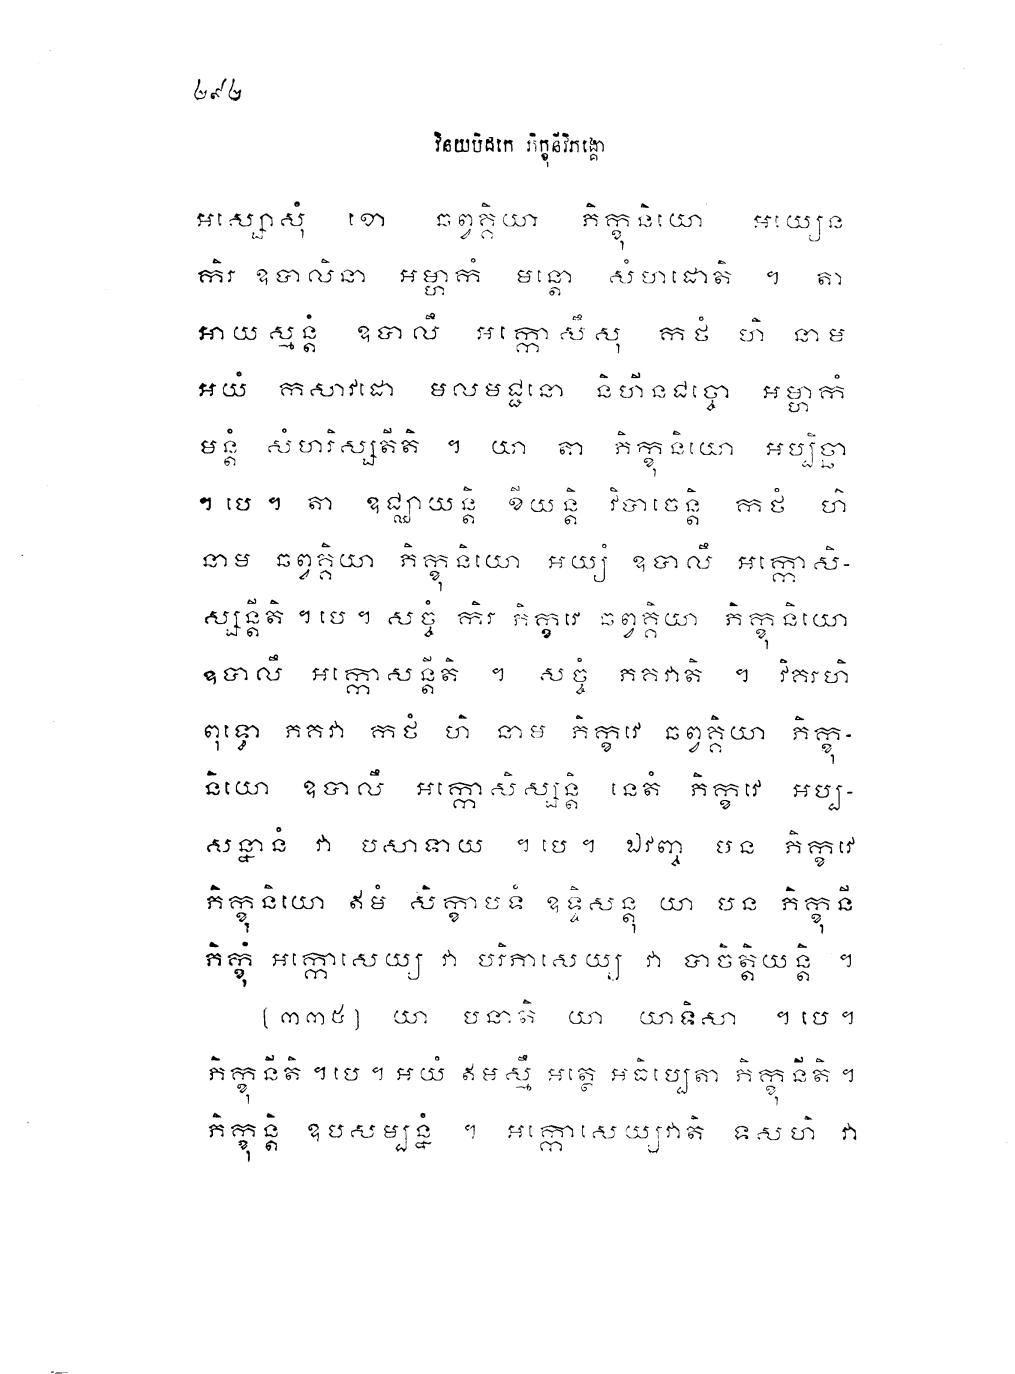 ២៩២
វិនយបិដកេ ភិក្ខុនីវិភង្គោ
អស្សោសុំ ខោ ឆព្វគ្គិយា ភិក្ខុនិយោ អយ្យេន
កិរ ឧទាលិនា អម្ហាកំ មន្តោ សំហដោតិ ។ តា
អាយស្មន្តំ ឧទាលឹ អក្កោសឹសុ កថំ ហិ នាម
អយំ កសាវដោ មលមជ្ជនោ និហីនជច្ចោ អម្ហាកំ
មន្តំ សំហរិស្សតីតិ ។ យា តា ភិក្ខុនិយោ អប្បិច្ឆា
។ បេ ។ តា ឧជ្ឈាយន្តិ ខីយន្តិ វិបាចេន្តិ កថំ ហិ
នាម ឆព្វគ្គិយា ភិក្ខុនិយោ អយ្យំ ឧទាលឹ អក្កោសិ-
ស្សន្តីតិ ។ បេ ។ សច្ចំ កិរ ភិក្ខវេ ឆព្វគ្គិយា ភិក្ខុនិយោ
ឧទាលឹ អក្កោសន្តីតិ ។ សច្ចំ ភគវាតិ ។ វិគរហិ
ពុទ្ធោ ភគវា កថំ ហិ នាម ភិក្ខវេ ឆព្វគ្គិយា ភិក្ខុ-
និយោ ឧទាលឹ អក្កោសិស្សន្តិ នេតំ ភិក្ខវេ អប្ប-
សន្នានំ វា បសាទាយ ។ បេ ។ ឯវញ្ច បន ភិក្ខវេ
ភិក្ខុនិយោ ឥមំ សិក្ខាបទំ ឧទ្ទិសន្តុ យា បន ភិក្ខុនី
ភិក្ខុំ អក្កោសេយ្យ វា បរិភាសេយ្យ វា បាចិត្តិយន្តិ ។
(៣៣៥) យា បនាតិ យា យាទិសា ។ បេ ។
ភិក្ខុនីតិ ។ បេ ។ អយំ ឥមស្មឹ អត្ថេ អធិប្បេតា ភិក្ខុនីតិ ។
ភិក្ខុន្តិ ឧបសម្បន្នំ ។ អក្កោសេយ្យវាតិ ទសហិ វា